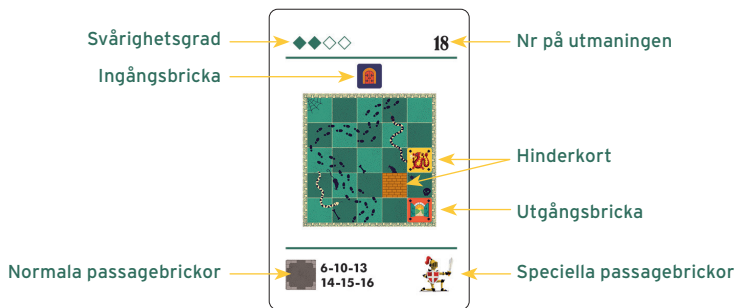 Svårighetsgrad
18
Nr på utmaningen
Ingångsbricka
Hinderkort
Utgångsbricka
Normala passagebrickor
6-10-13
14-15-16
Speciella passagebrickor